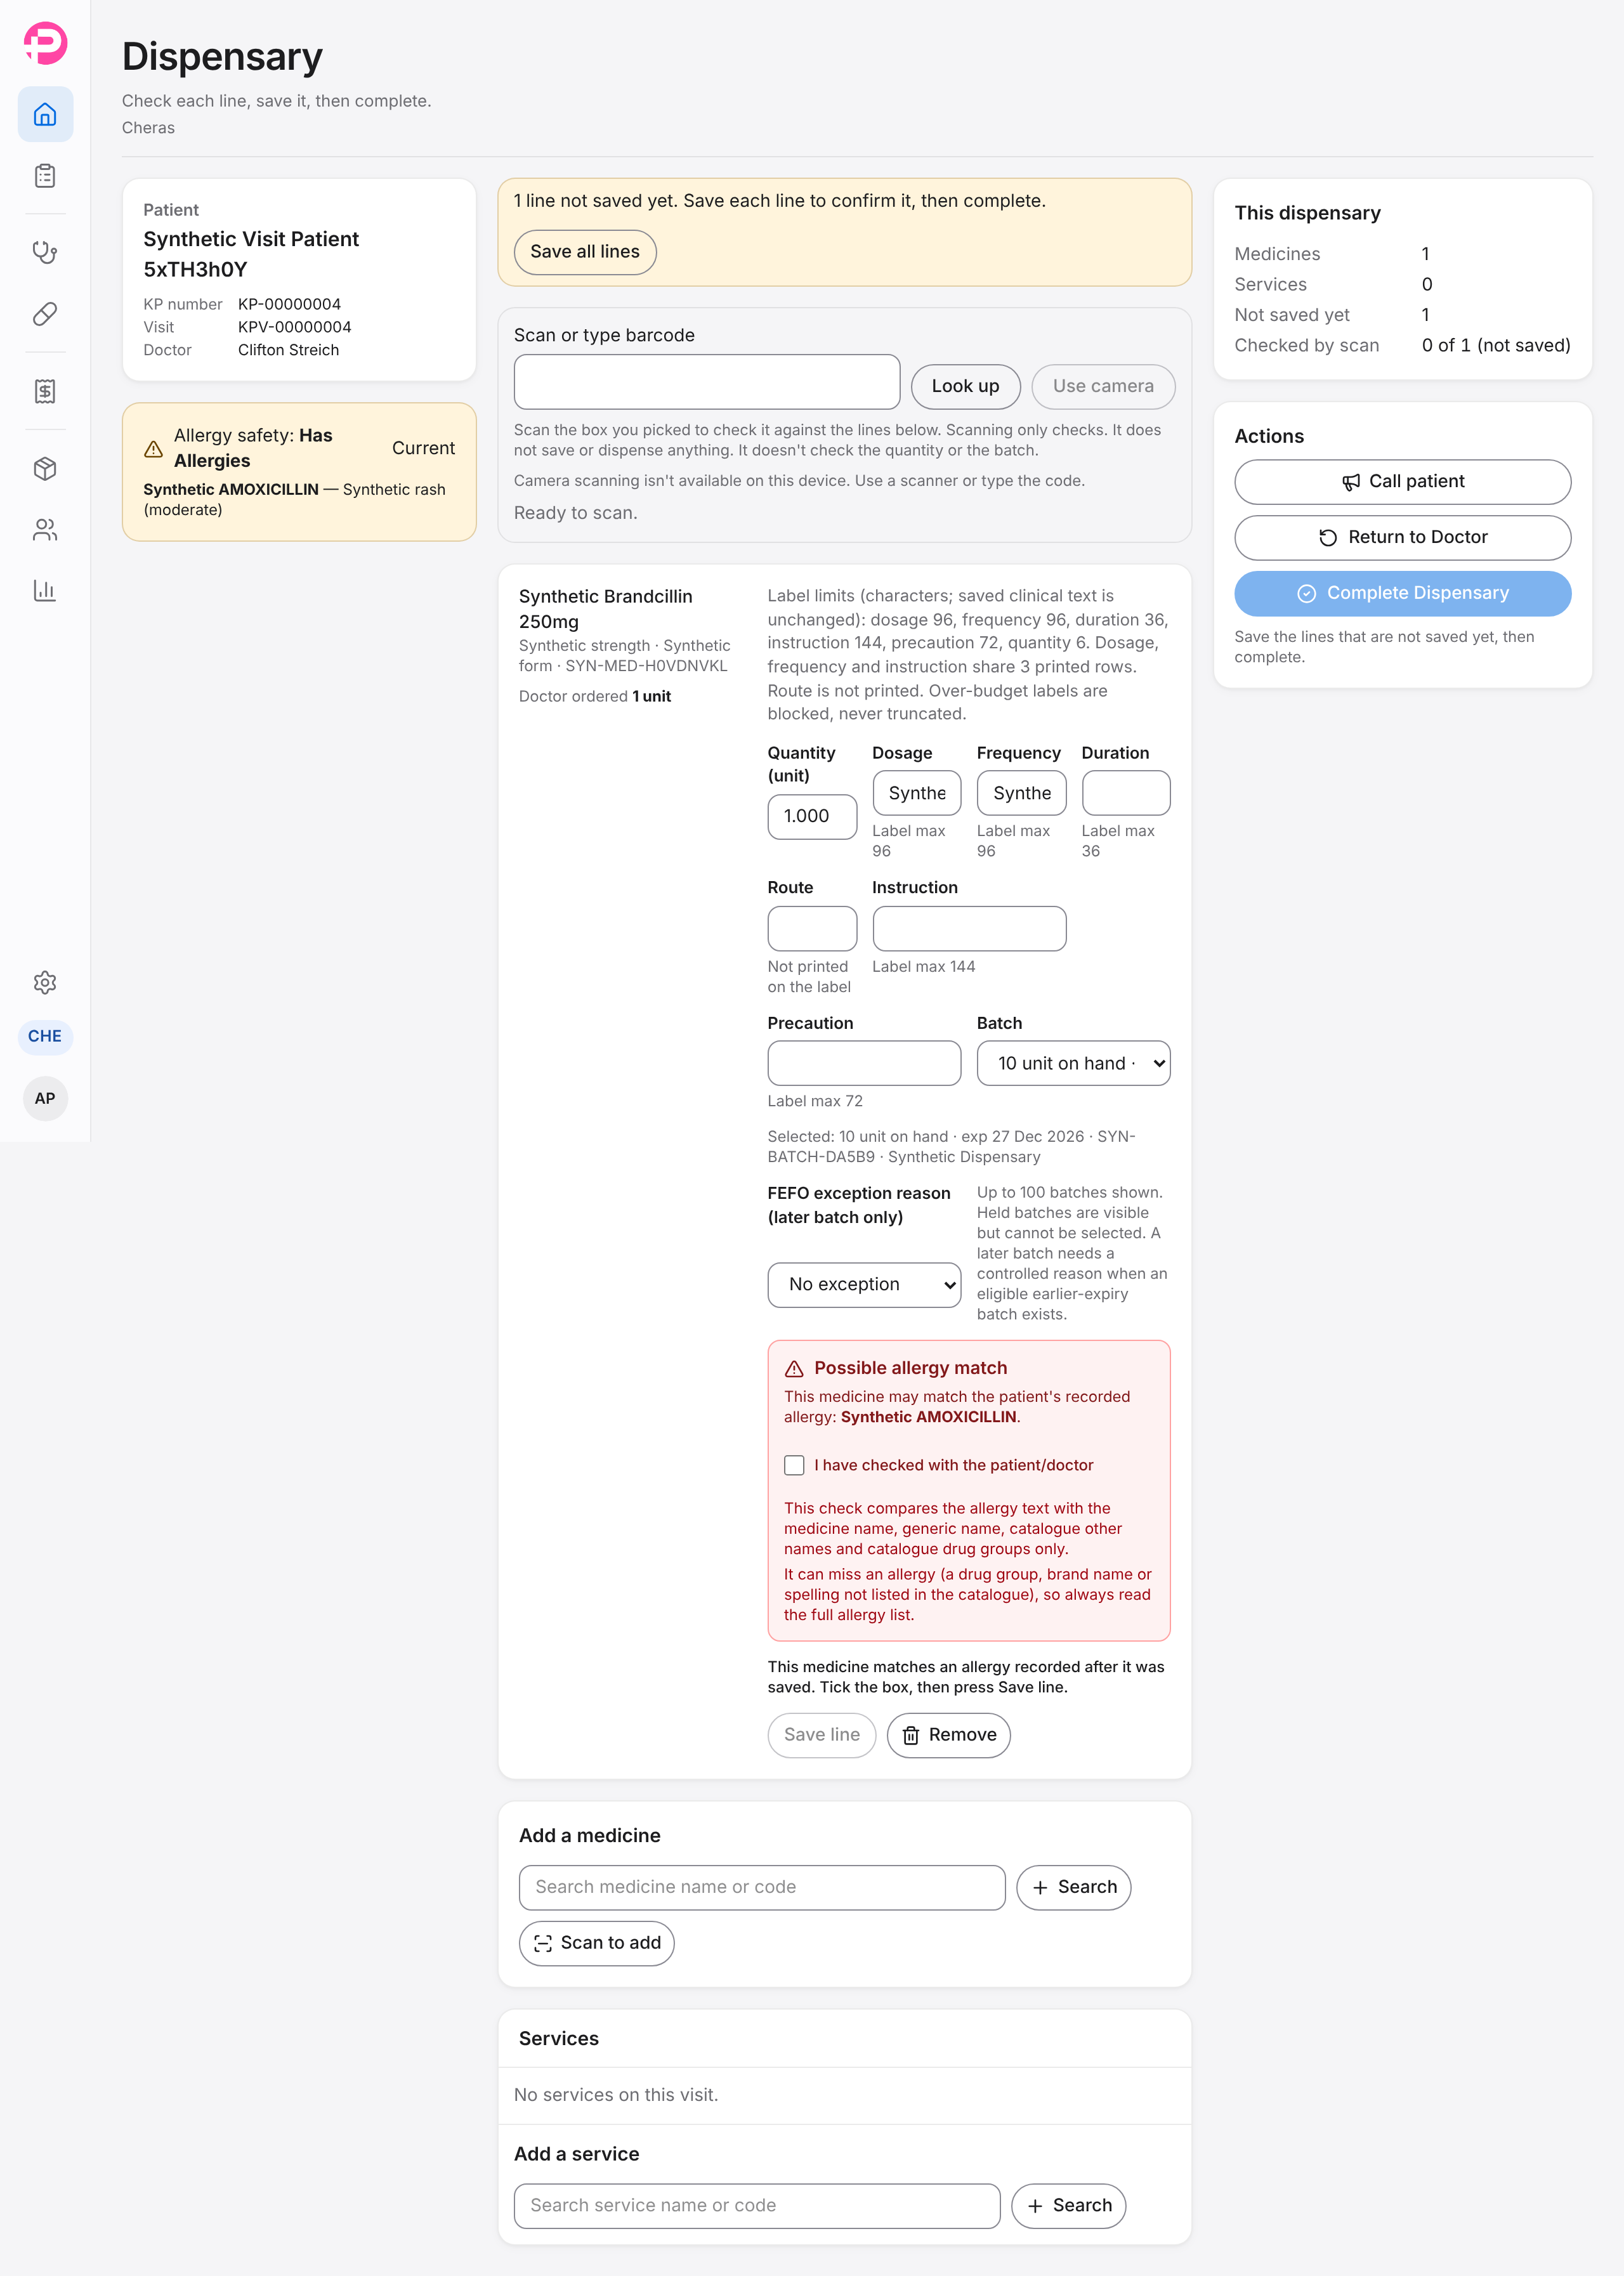 Dispensary
Check each line, save it, then complete.
Cheras
Patient
Synthetic Visit Patient
5xTH3h0Y
KP number KP-00000004
Visit KPV-00000004
Doctor Clifton Streich
Allergy safety: Has
Allergies
Current
Synthetic AMOXICILLIN — Synthetic rash
(moderate)
1 line not saved yet. Save each line to confirm it, then complete.
Save all lines
Scan or type barcode
Look up
Use camera
Scan the box you picked to check it against the lines below. Scanning only checks. It does
not save or dispense anything. It doesn't check the quantity or the batch.
Camera scanning isn't available on this device. Use a scanner or type the code.
Ready to scan.
Synthetic Brandcillin
250mg
Synthetic strength · Synthetic
form · SYN-MED-H0VDNVKL
Doctor ordered 1 unit
Label limits (characters; saved clinical text is
unchanged): dosage 96, frequency 96, duration 36,
instruction 144, precaution 72, quantity 6. Dosage,
frequency and instruction share 3 printed rows.
Route is not printed. Over-budget labels are
blocked, never truncated.
Quantity
(unit)
1.000
Dosage
Synthe
Label max
96
Frequency
Synthe
Label max
96
Duration
Label max
36
Route
Not printed
on the label
Instruction
Label max 144
Precaution
Label max 72
Batch
10 unit on hand ·
Selected: 10 unit on hand · exp 27 Dec 2026 · SYN-
BATCH-DA5B9 · Synthetic Dispensary
FEFO exception reason
(later batch only)
No exception
Up to 100 batches shown.
Held batches are visible
but cannot be selected. A
later batch needs a
controlled reason when an
eligible earlier-expiry
batch exists.
Possible allergy match
This medicine may match the patient's recorded
allergy: Synthetic AMOXICILLIN.
I have checked with the patient/doctor
This check compares the allergy text with the
medicine name, generic name, catalogue other
names and catalogue drug groups only.
It can miss an allergy (a drug group, brand name or
spelling not listed in the catalogue), so always read
the full allergy list.
This medicine matches an allergy recorded after it was
saved. Tick the box, then press Save line.
Save line
Remove
Add a medicine
Search medicine name or code
Search
Scan to add
Services
No services on this visit.
Add a service
Search service name or code
Search
This dispensary
Medicines 1
Services 0
Not saved yet 1
Checked by scan 0 of 1 (not saved)
Actions
Call patient
Return to Doctor
Complete Dispensary
Save the lines that are not saved yet, then
complete.
CHE
AP